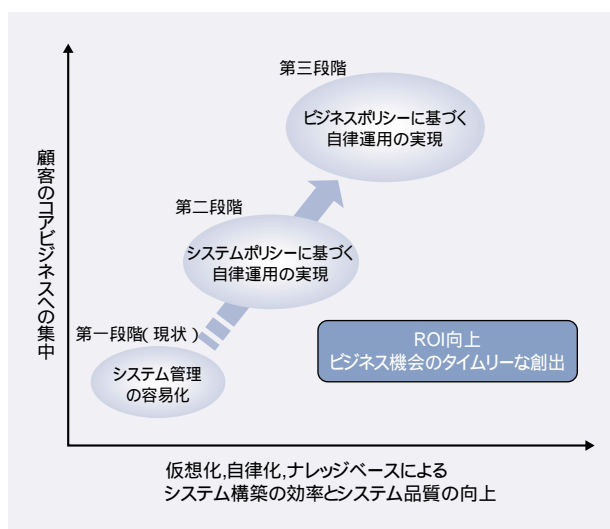 第三段階
ビジネスポリシーに基づく
自律運用の実現
第二段階
システムポリシーに基づく
自律運用の実現
第一段階(現状)
システム管理
の容易化
ROI向上
ビジネス機会のタイムリーな創出
顧客のコアビジネスへの集中
仮想化,自律化,ナレッジベースによる
システム構築の効率とシステム品質の向上